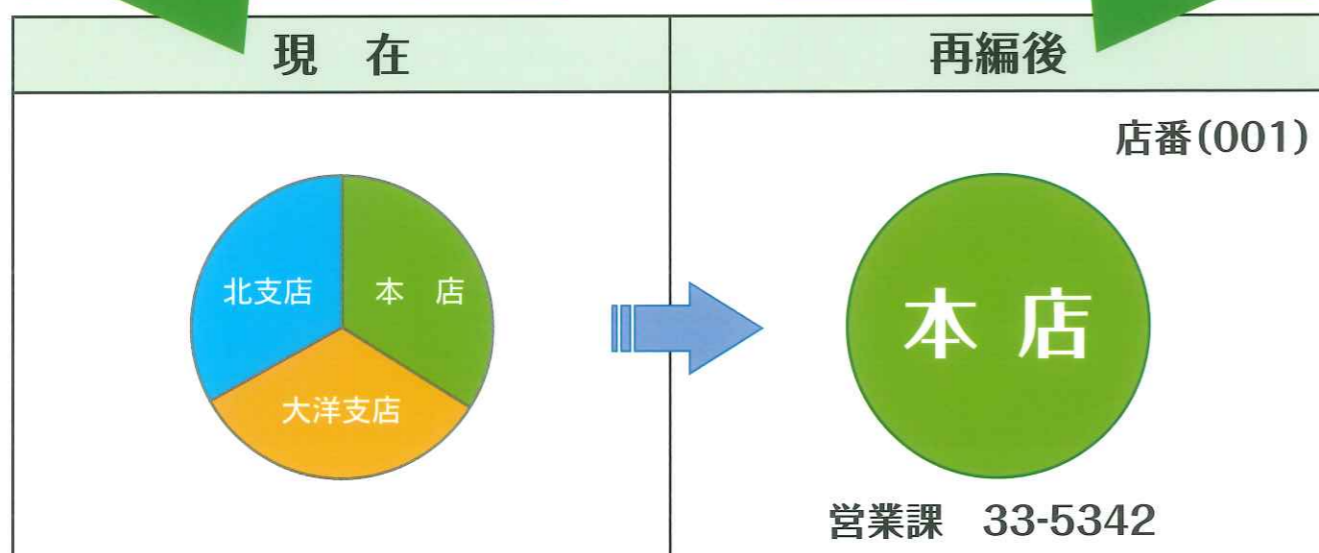 現　在
再編後
店番(001)
北支店
本　店
大洋支店
本 店
営業課　33-5342